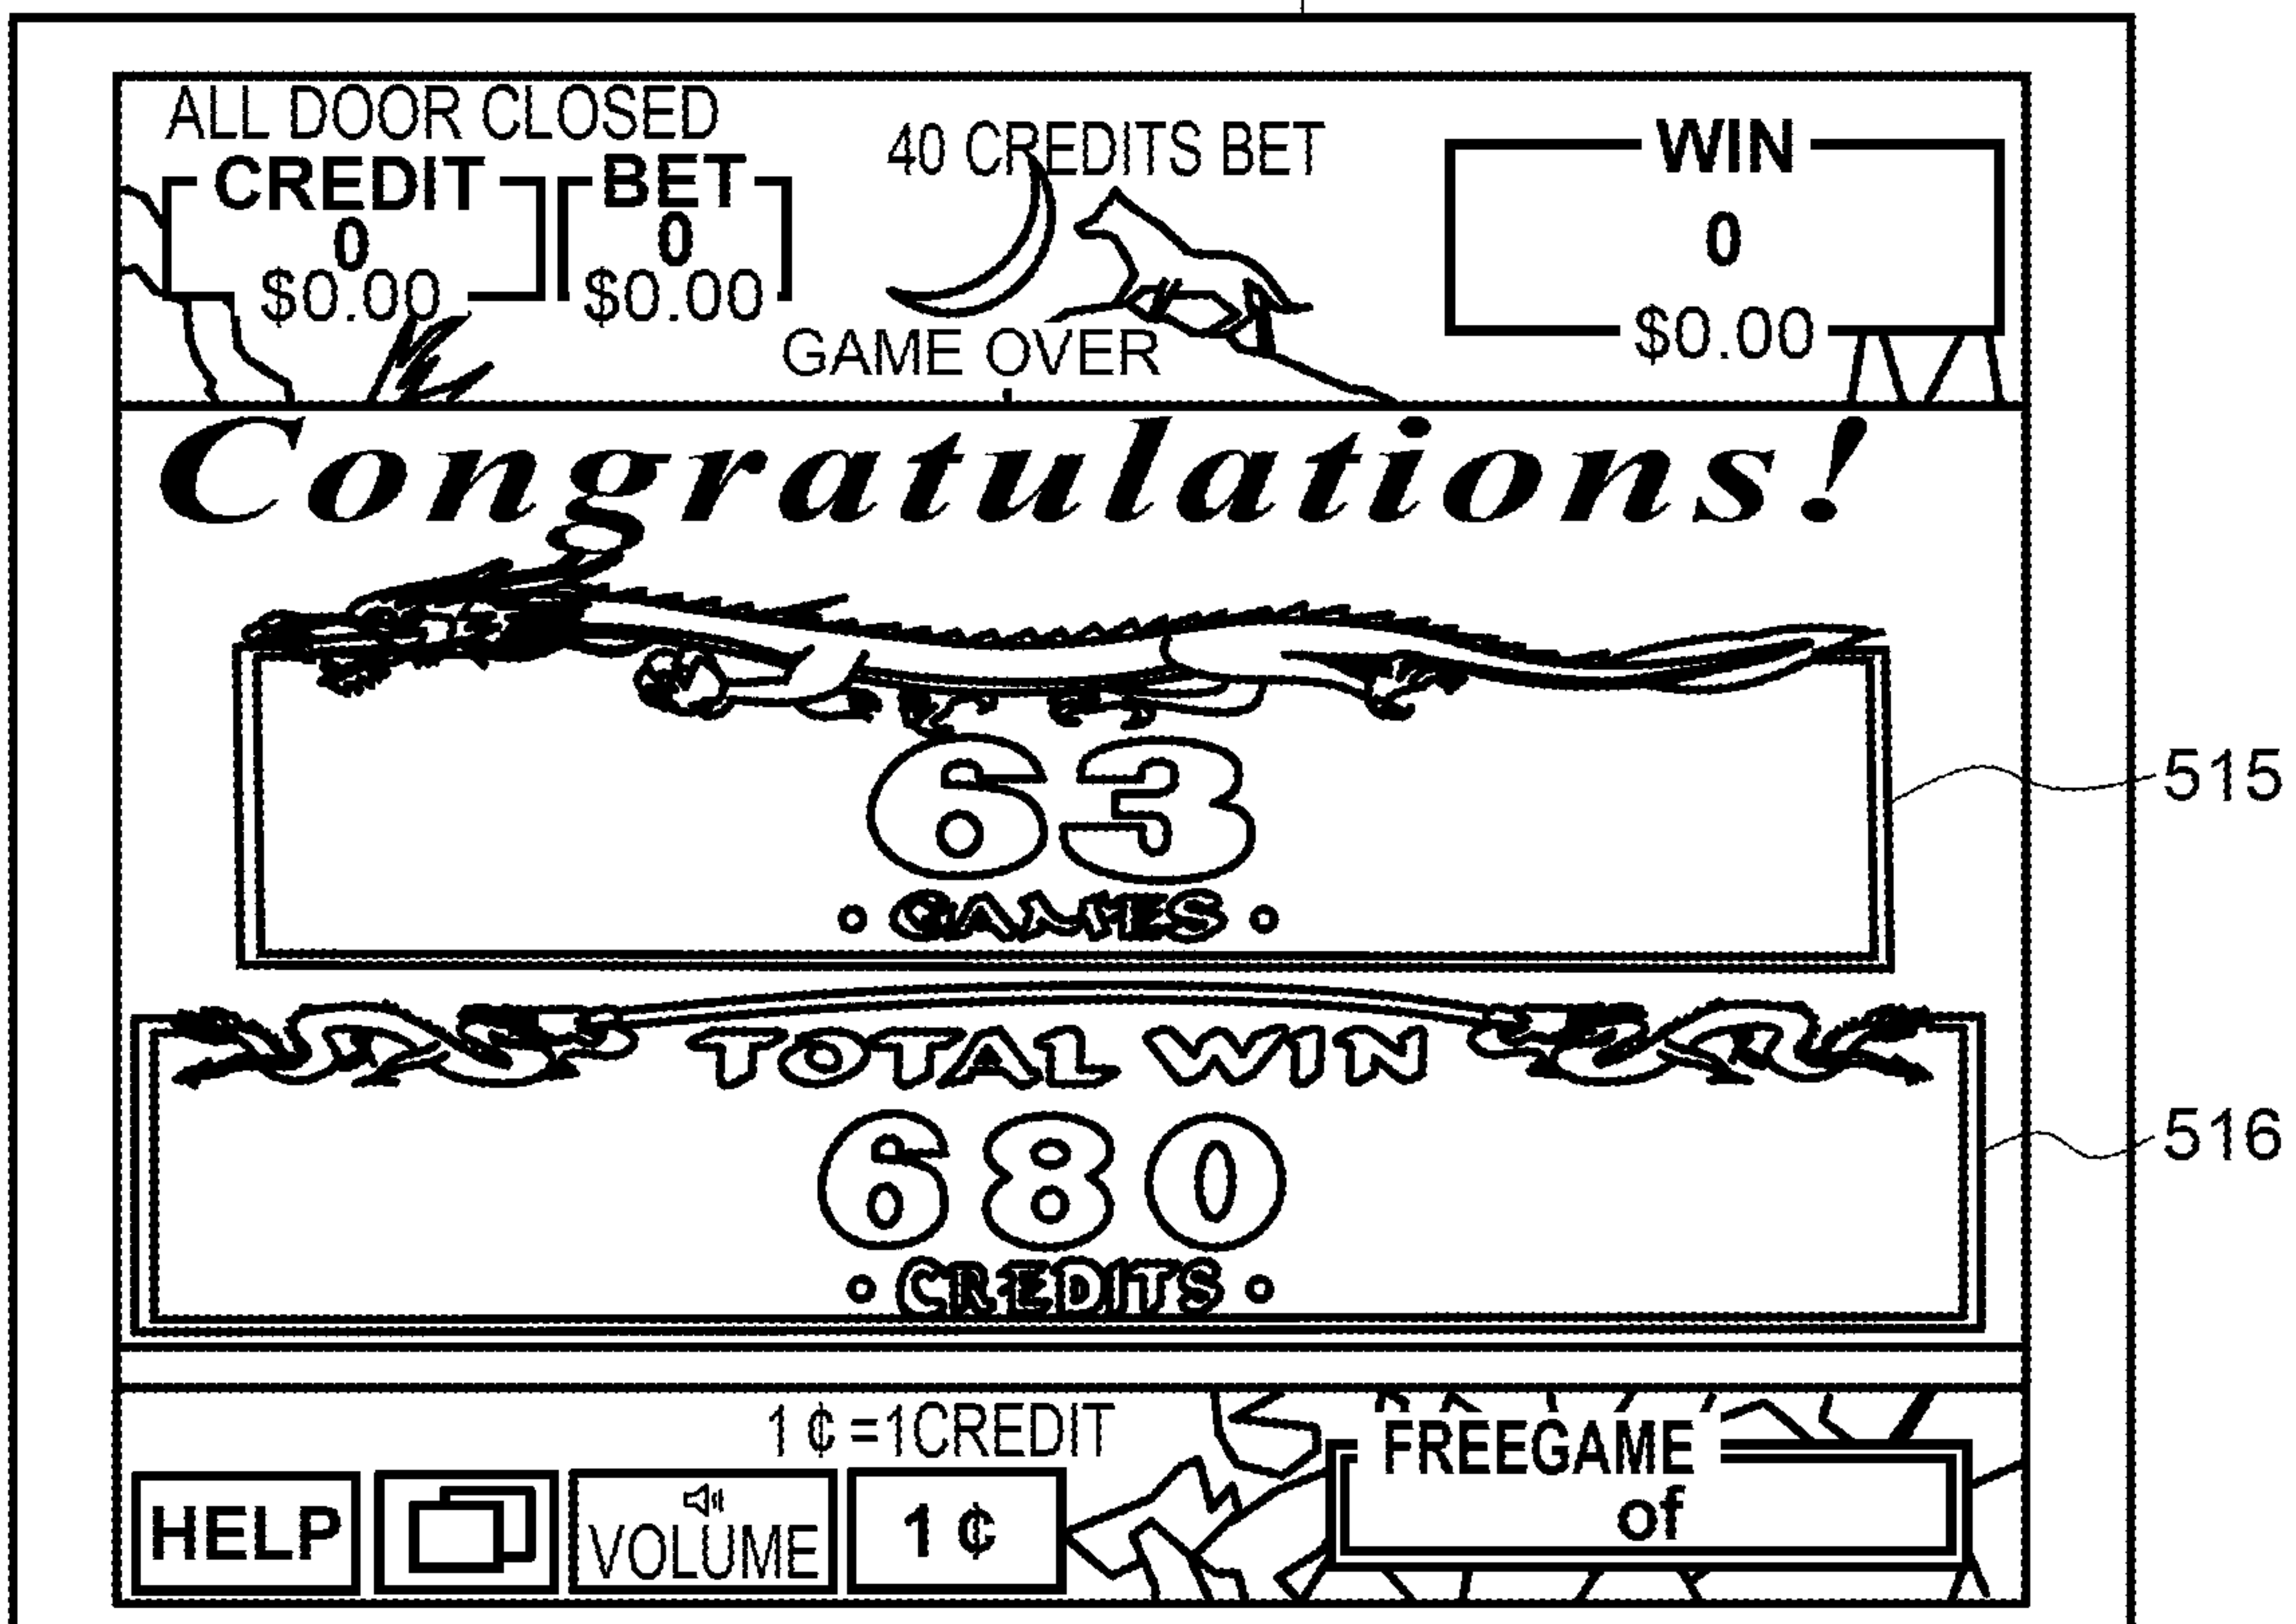 ALL DOOR CLOSED
CREDIT
0
$0.00
BET
0
$0.00
40 CREDITS BET
GAME OVER
WIN
0
$0.00
Congratulations!
63
• GAMES •
515
TOTAL WIN
680
• CREDITS •
516
1¢=1CREDIT
HELP
VOLUME
1¢
FREEGAME
of